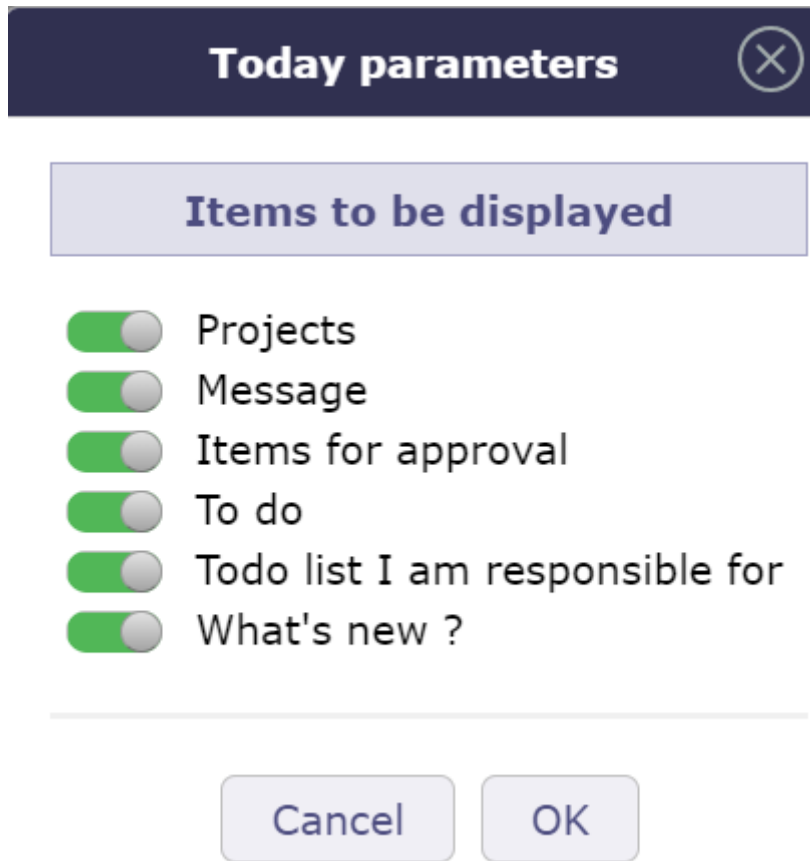 Today parameters
Items to be displayed
Projects
Message
Items for approval
To do
Todo list I am responsible for
What's new ?
Cancel OK